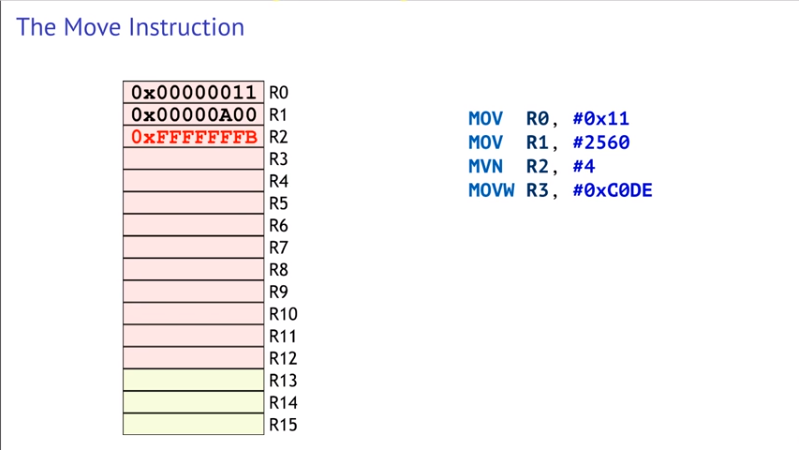 The Move Instruction
0x00000011 R0
0x00000A00 R1
0xFFFFFFFB R2
R3
R4
R5
R6
R7
R8
R9
R10
R11
R12
R13
R14
R15
MOV R0, #0x11
MOV R1, #2560
MVN R2, #4
MOVW R3, #0xC0DE